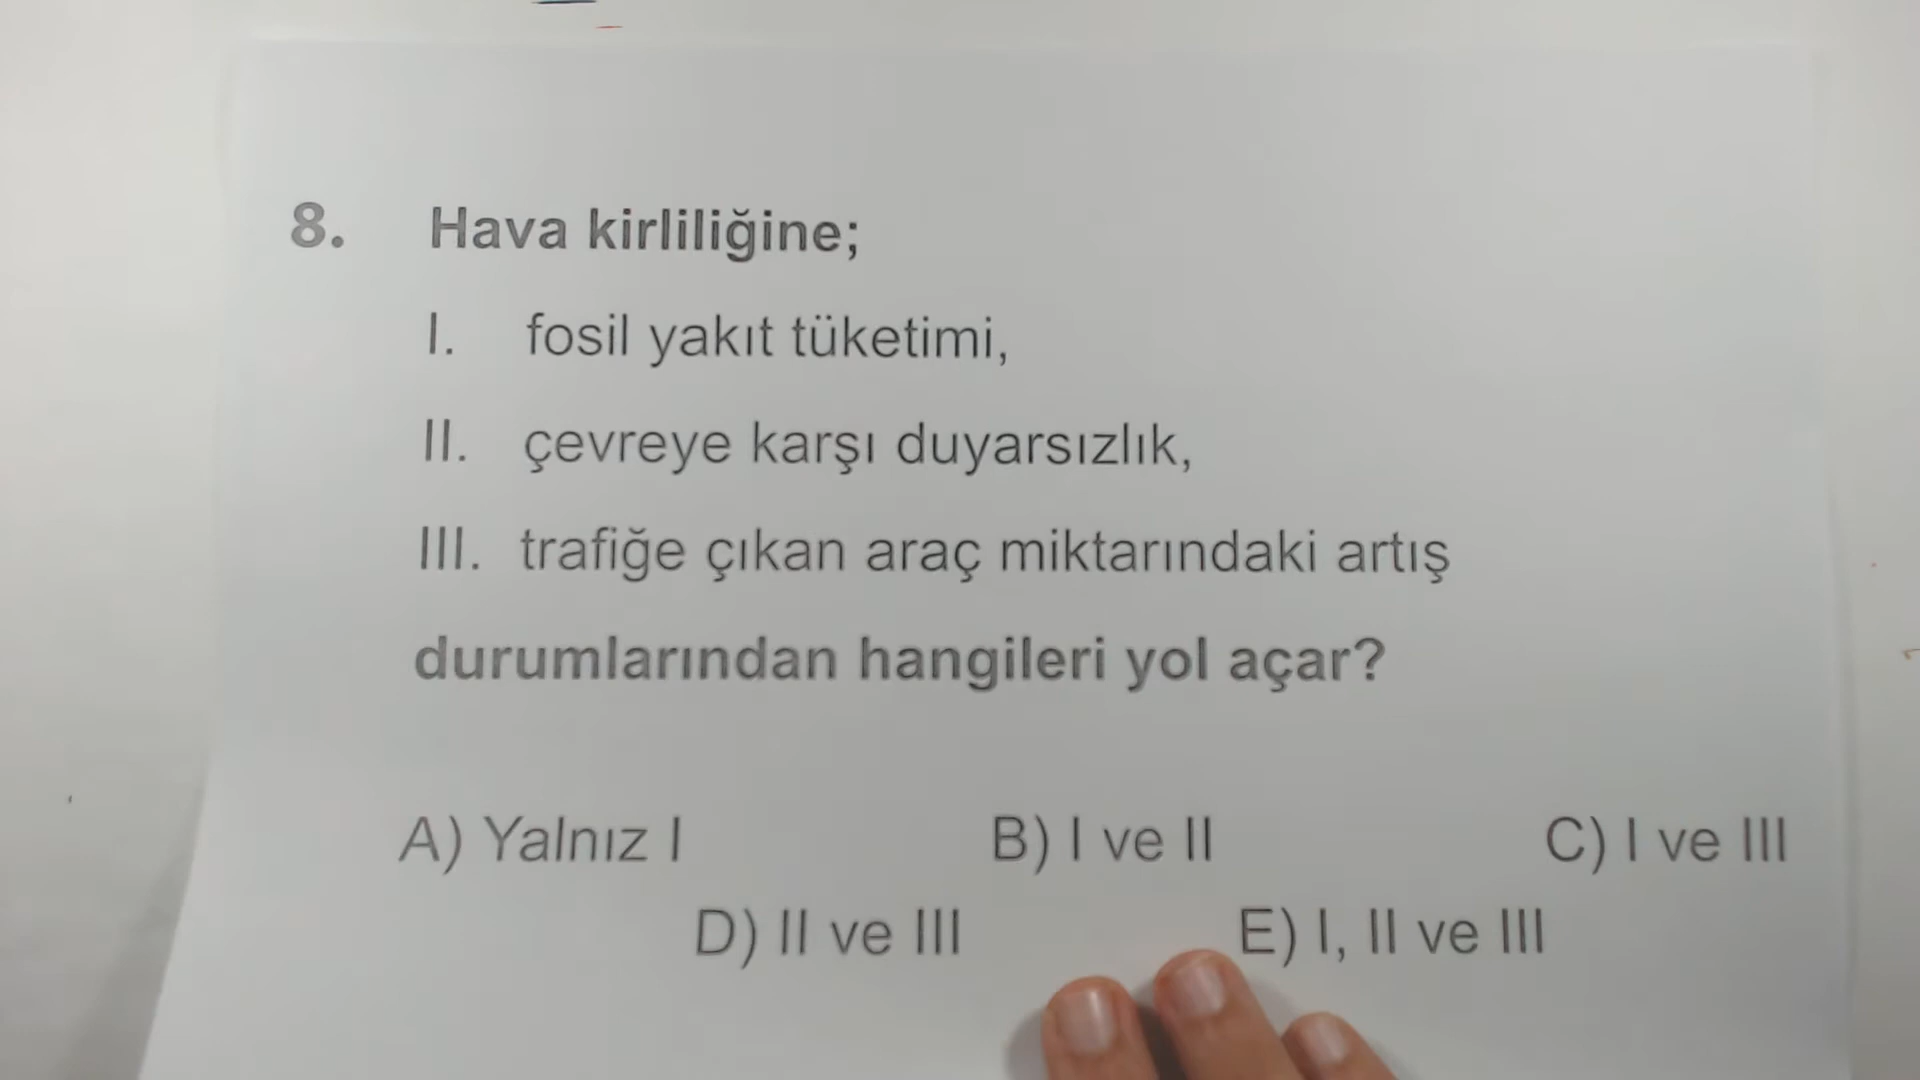 8. Hava kirliliğine;
I. fosil yakıt tüketimi,
II. çevreye karşı duyarsızlık,
III. trafiğe çıkan araç miktarındaki artış
durumlarından hangileri yol açar?
A) Yalnız I B) I ve II C) I ve III
D) II ve III E) I, II ve III